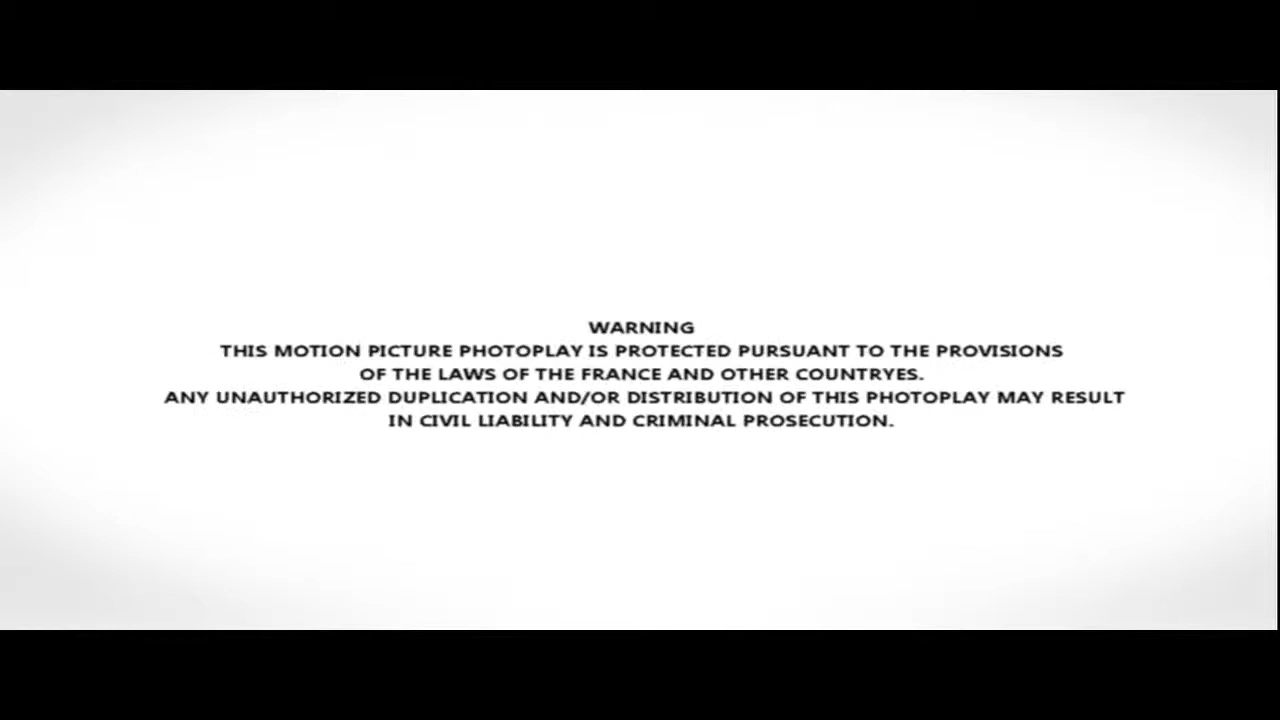 WARNING
THIS MOTION PICTURE PHOTOPLAY IS PROTECTED PURSUANT TO THE PROVISIONS
OF THE LAWS OF THE FRANCE AND OTHER COUNTRYES.
ANY UNAUTHORIZED DUPLICATION AND/OR DISTRIBUTION OF THIS PHOTOPLAY MAY RESULT
IN CIVIL LIABILITY AND CRIMINAL PROSECUTION.